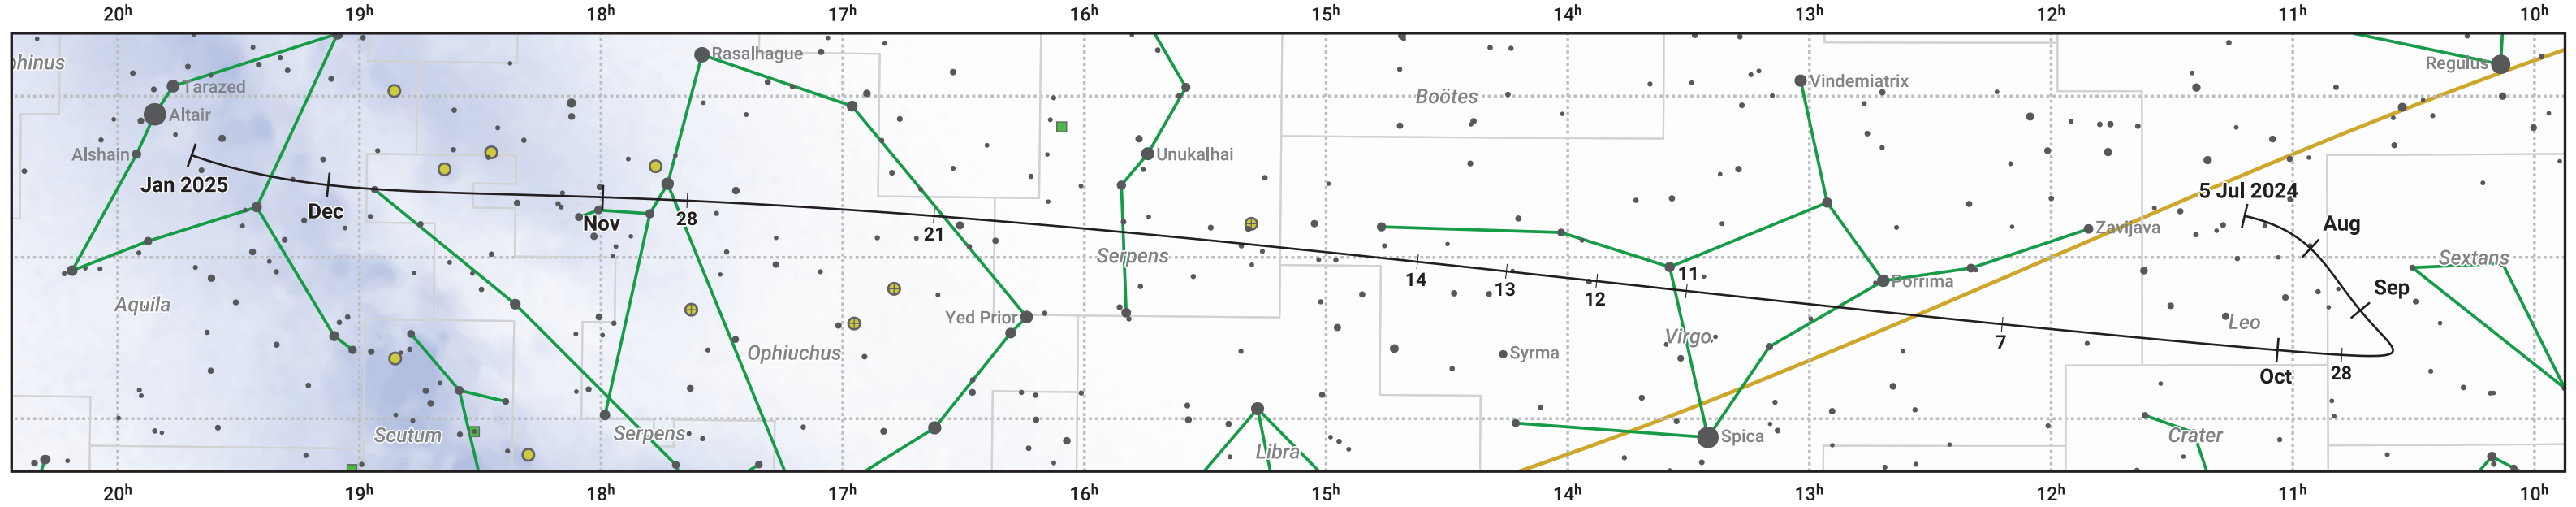 20h 19h 18h 17h 16h 15h 14h 13h 12h 11h 10h
phinus
Rasalhague
Regulus
Tarazed
Vindemiatrix
Boötes
Altair
Alshain
Unukalhai
Jan 2025
5 Jul 2024
Dec
Nov
28
21
Aug
Zavijava
Serpens
Sextans
14
13
12
11
Porrima
Sep
Aquila
Yed Prior
Virgo
Leo
7
Ophiuchus
Syrma
Oct
28
Scutum
Serpens
Spica
Crater
Libra
20h 19h 18h 17h 16h 15h 14h 13h 12h 11h 10h